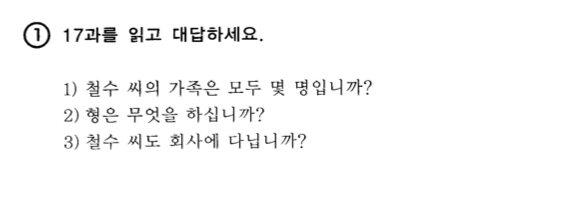 ① 17과를 읽고 대답하세요.
1) 철수 씨의 가족은 모두 몇 명입니까?
2) 형은 무엇을 하십니까?
3) 철수 씨도 회사에 다닙니까?